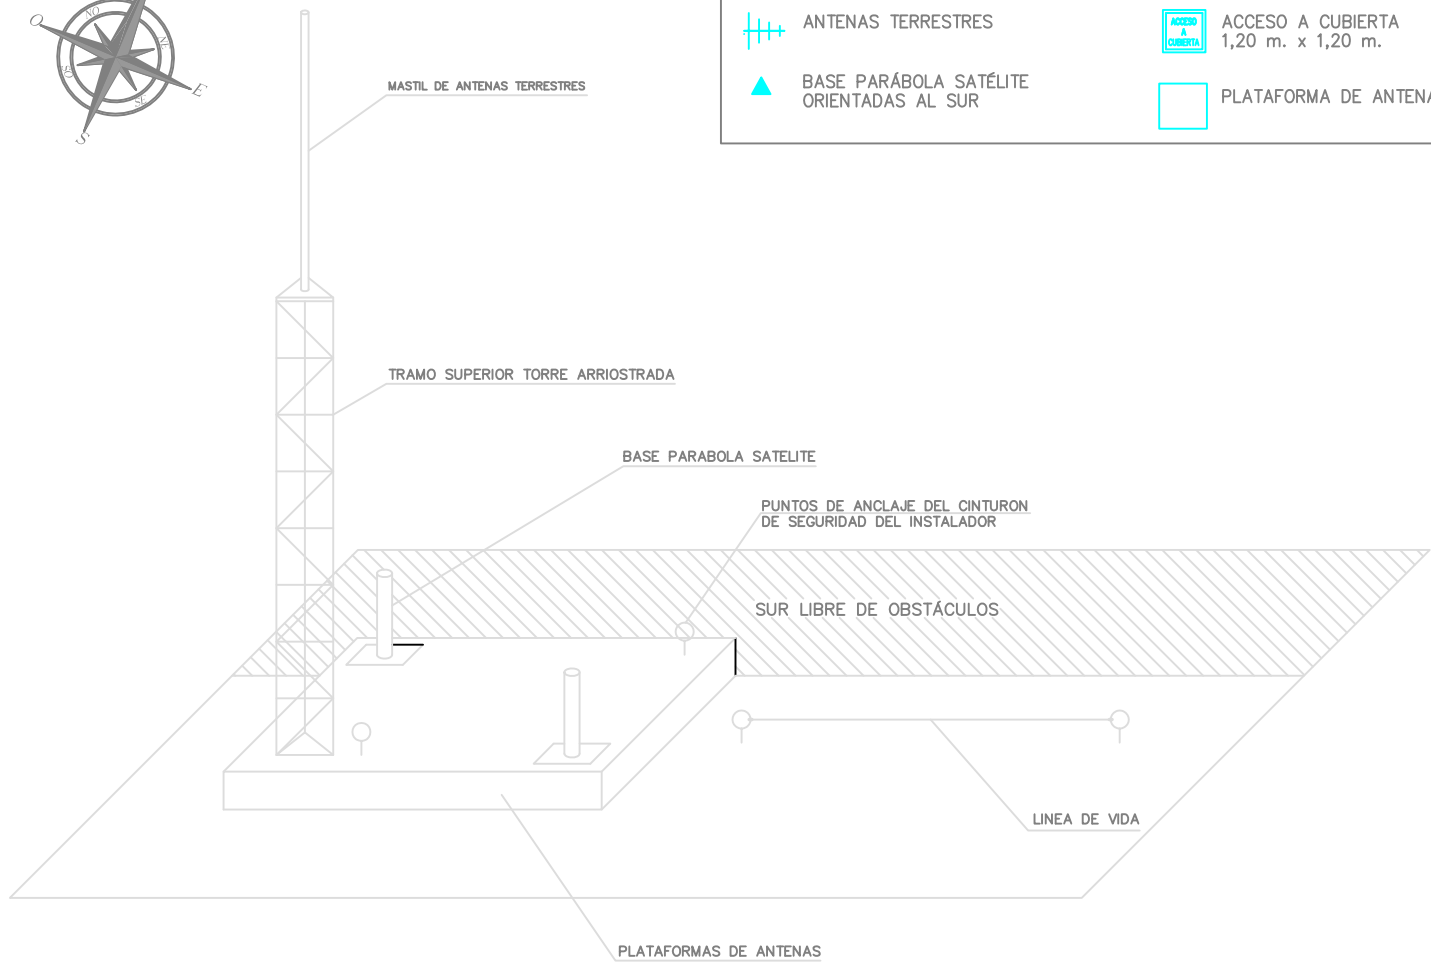 NO
O
NE
SO
E
SE
S
ANTENAS TERRESTRES
ACCESO
A
CUBIERTA
ACCESO A CUBIERTA
1,20 m. x 1,20 m.
BASE PARÁBOLA SATÉLITE
ORIENTADAS AL SUR
PLATAFORMA DE ANTENA
MASTIL DE ANTENAS TERRESTRES
TRAMO SUPERIOR TORRE ARRIOSTRADA
BASE PARABOLA SATELITE
PUNTOS DE ANCLAJE DEL CINTURON
DE SEGURIDAD DEL INSTALADOR
SUR LIBRE DE OBSTÁCULOS
LINEA DE VIDA
PLATAFORMAS DE ANTENAS